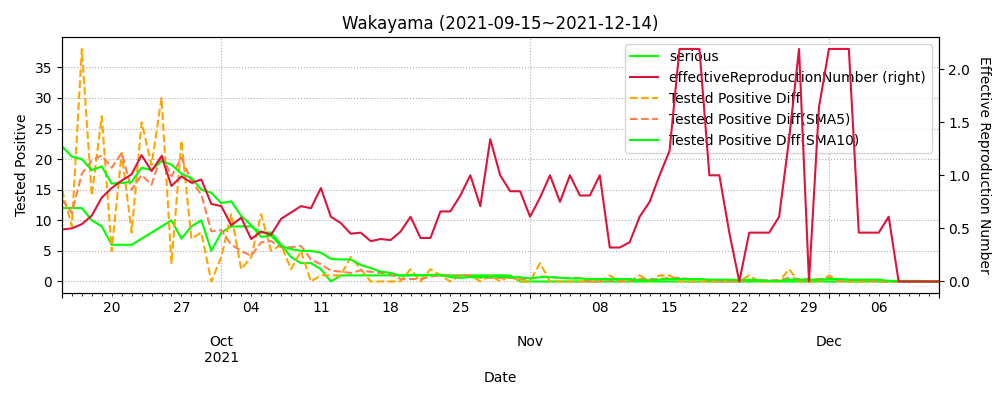 Wakayama (2021-09-15~2021-12-14)
serious
effectiveReproductionNumber (right)
Tested Positive Diff
Tested Positive Diff(SMA5)
Tested Positive Diff(SMA10)
Tested Positive
35
30
25
20
15
10
5
0
2.0
1.5
1.0
0.5
0.0
Effective Reproduction Number
20 27 04 11 18 25 08 15 22 29 06
Oct Nov Dec
2021
Date